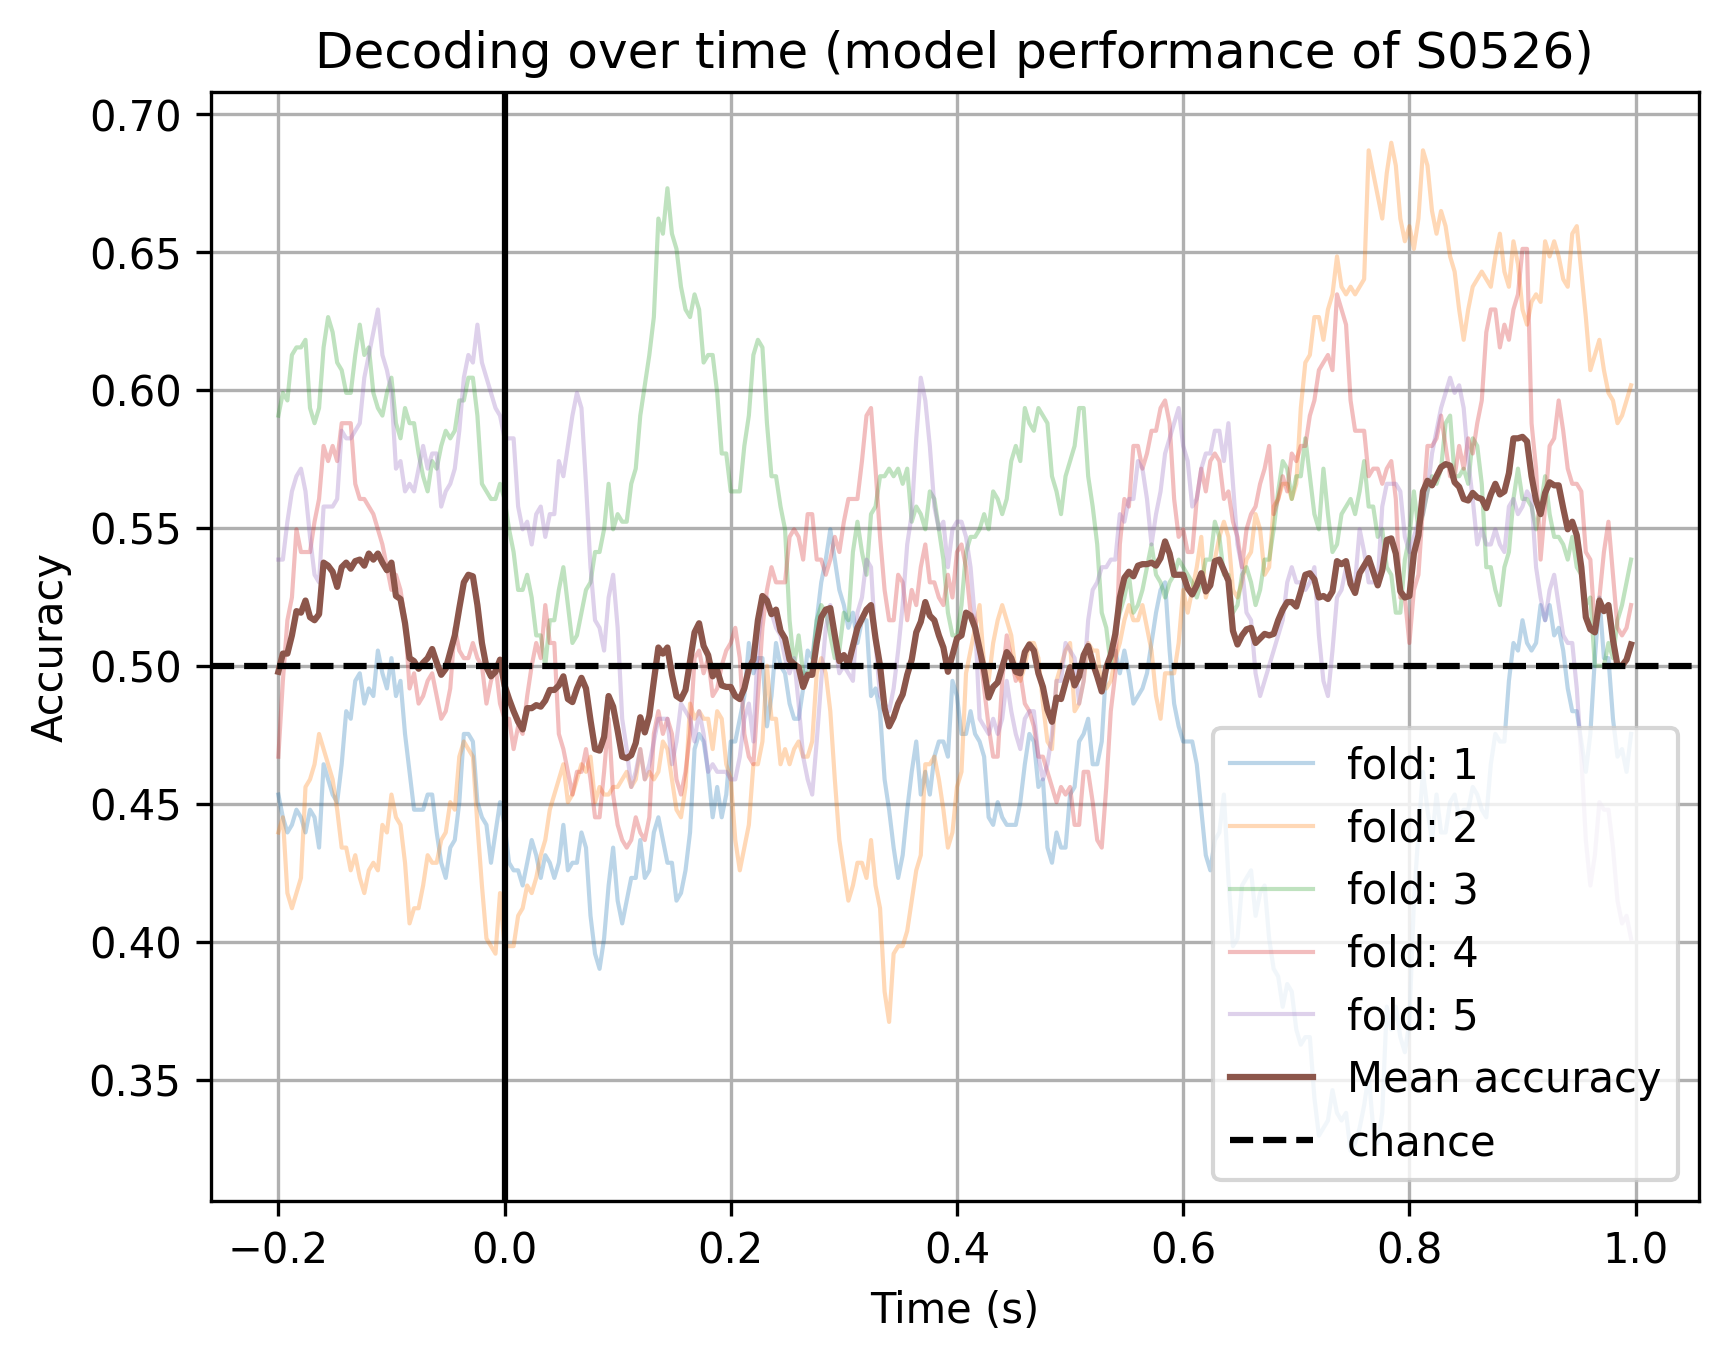 Decoding over time (model performance of S0526)
Accuracy
0.70
0.65
0.60
0.55
0.50
0.45
0.40
0.35
fold: 1
fold: 2
fold: 3
fold: 4
fold: 5
Mean accuracy
chance
−0.2 0.0 0.2 0.4 0.6 0.8 1.0
Time (s)